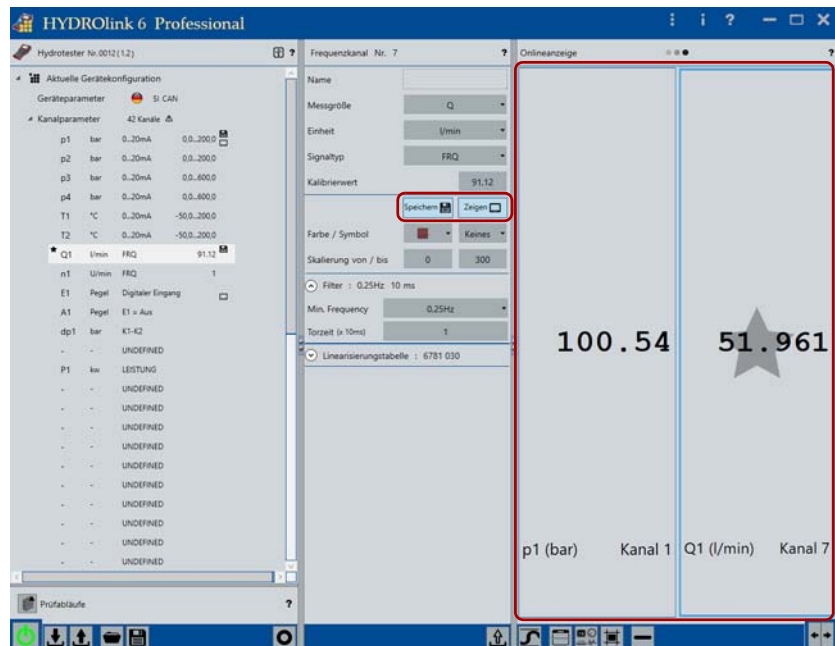 HYDROlink 6 Professional
Hydrotester Nr.0012 (1.2)
Aktuelle Gerätekonfiguration
Geräteparameter SI CAN
Kanalparameter 42 Kanäle
p1 bar 0...20mA 0,0...200,0
p2 bar 0...20mA 0,0...200,0
p3 bar 0...20mA 0,0...600,0
p4 bar 0...20mA 0,0...600,0
T1 °C 0...20mA -50,0...200,0
T2 °C 0...20mA -50,0...200,0
Q1 l/min FRQ 91.12
n1 U/min FRQ 1
E1 Pegel Digitaler Eingang
A1 Pegel E1 = Aus
dp1 bar K1-K2
- - UNDEFINED
P1 kw LEISTUNG
- - UNDEFINED
- - UNDEFINED
- - UNDEFINED
- - UNDEFINED
- - UNDEFINED
- - UNDEFINED
- - UNDEFINED
- - UNDEFINED
- - UNDEFINED
Prüfabläufe ?
Frequenzkanal Nr. 7 ?
Name
Messgröße Q
Einheit l/min
Signaltyp FRQ
Kalibrierwert 91.12
Speichern Zeigen
Farbe / Symbol Keines
Skalierung von / bis 0 300
Filter : 0.25Hz 10 ms
Min. Frequency 0.25Hz
Torzeit (x 10ms) 1
Linearisierungstabelle : 6781 030
Onlineanzeige ?
100.54 51.961
p1 (bar) Kanal 1 Q1 (l/min) Kanal 7